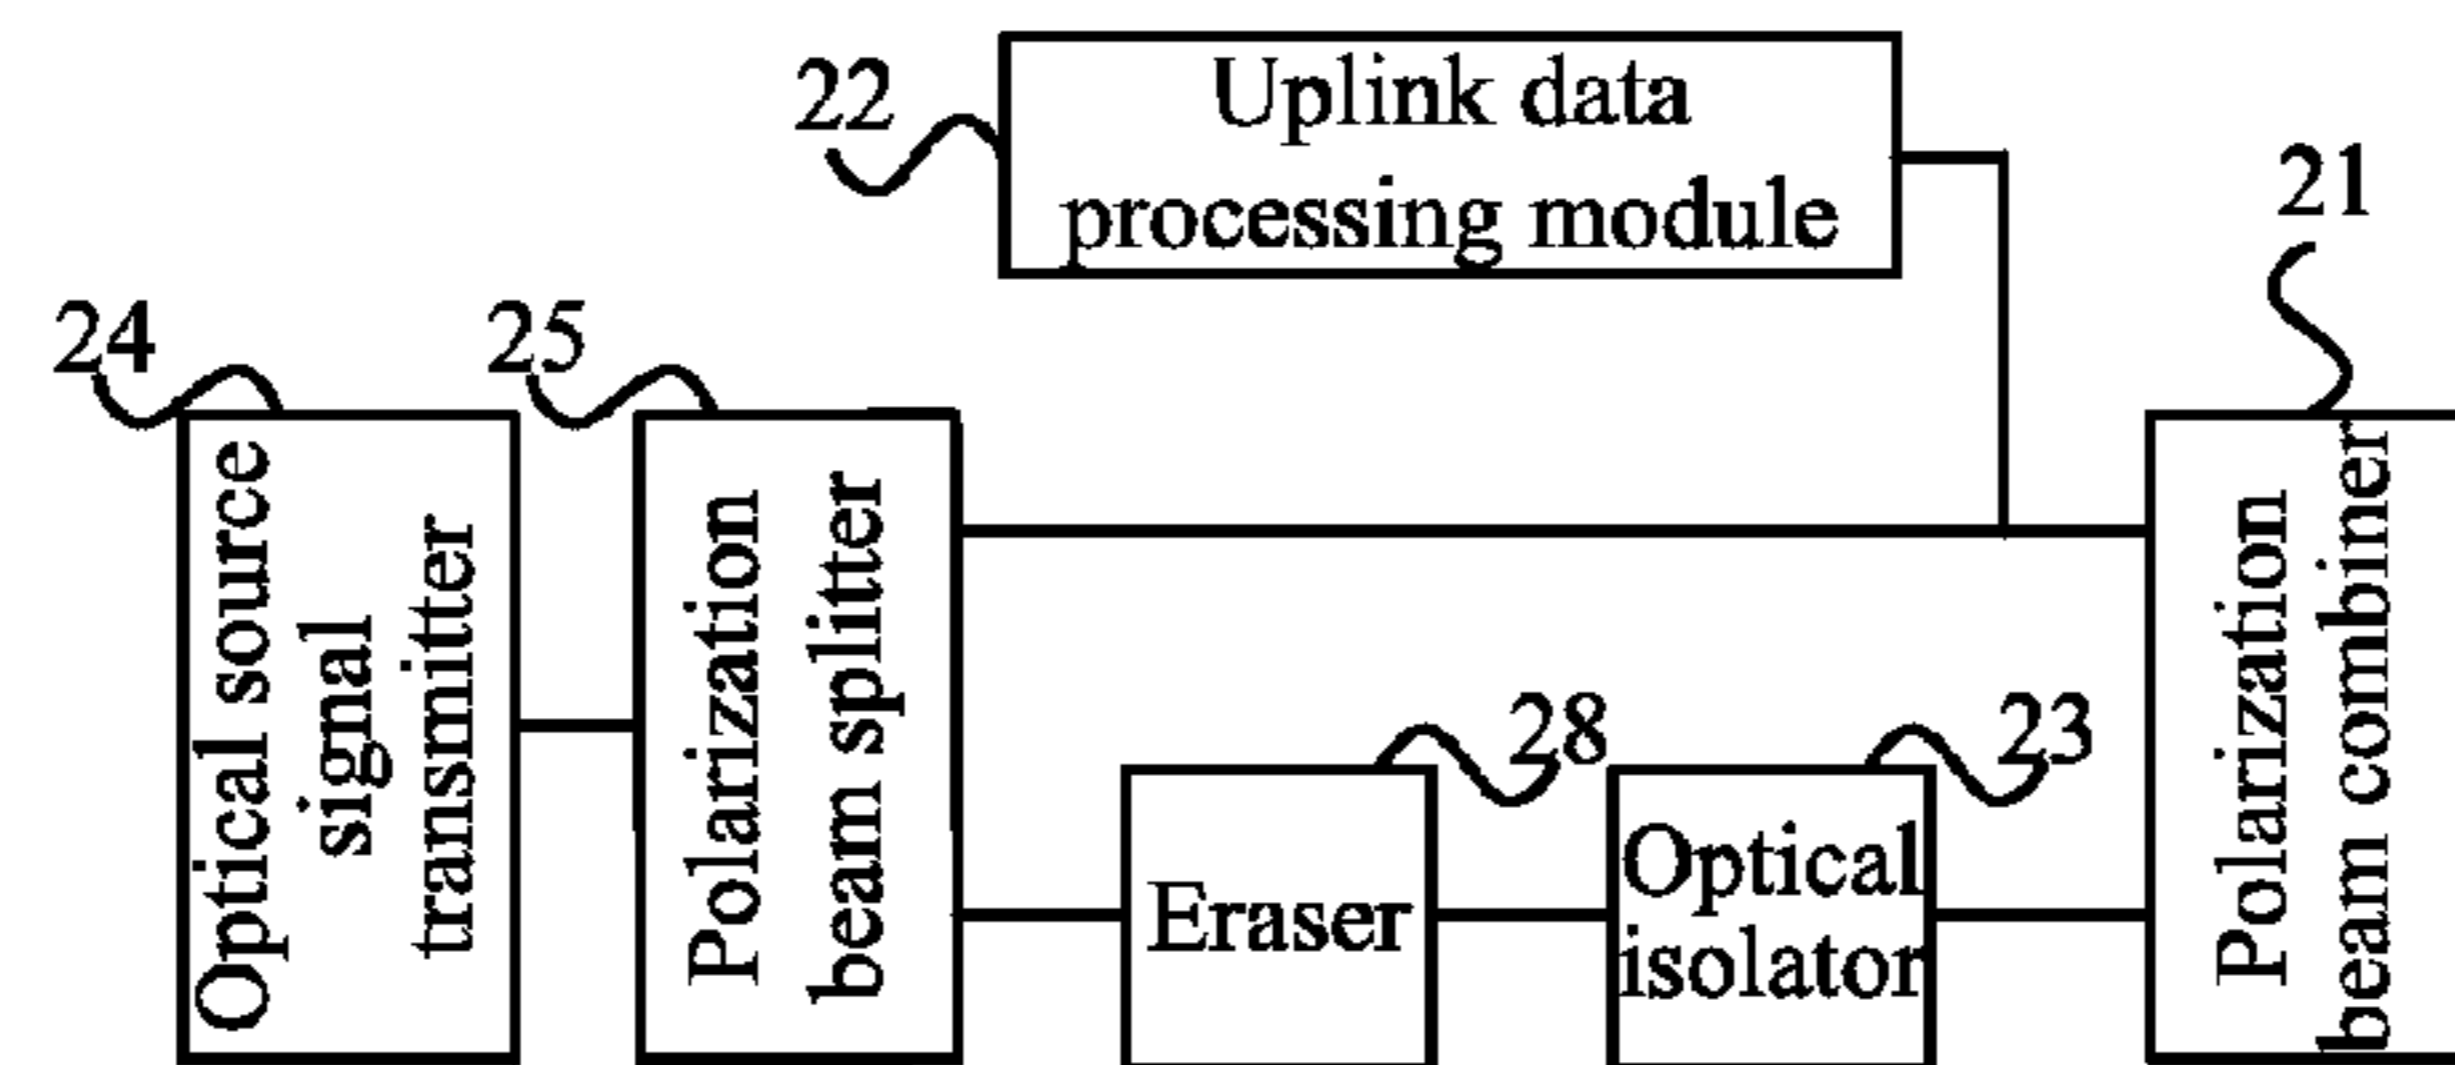 22
Uplink data
processing module
21
24
25
Optical source
signal
transmitter
Polarization
beam splitter
28
Eraser
23
Optical
isolator
Polarization
beam combiner